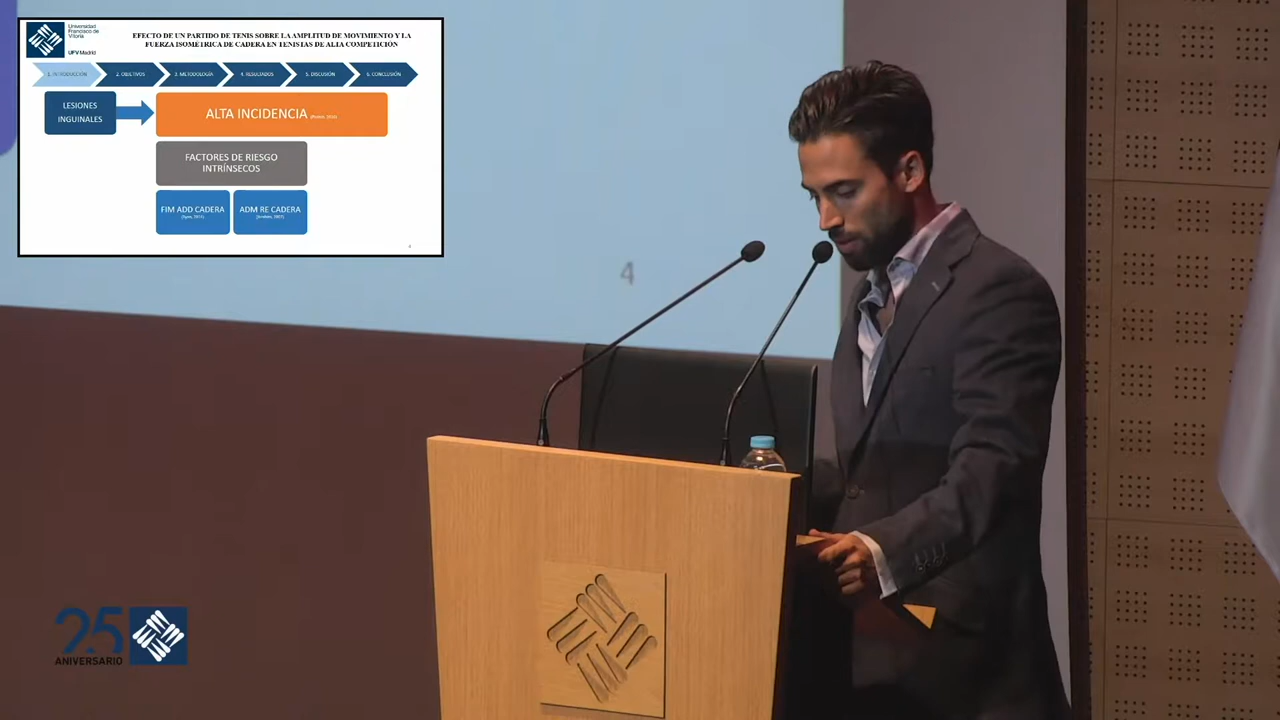 Universidad
Francisco de
Vitoria
UFV Madrid
EFECTO DE UN PARTIDO DE TENIS SOBRE LA AMPLITUD DE MOVIMIENTO Y LA
FUERZA ISOMÉTRICA DE CADERA EN TENISTAS DE ALTA COMPETICIÓN
1. INTRODUCCIÓN
2. OBJETIVOS
3. METODOLOGÍA
4. RESULTADOS
5. DISCUSIÓN
6. CONCLUSIÓN
LESIONES
INGUINALES
ALTA INCIDENCIA
FACTORES DE RIESGO
INTRÍNSECOS
FIM ADD CADERA
ADM RE CADERA
4
25
ANIVERSARIO